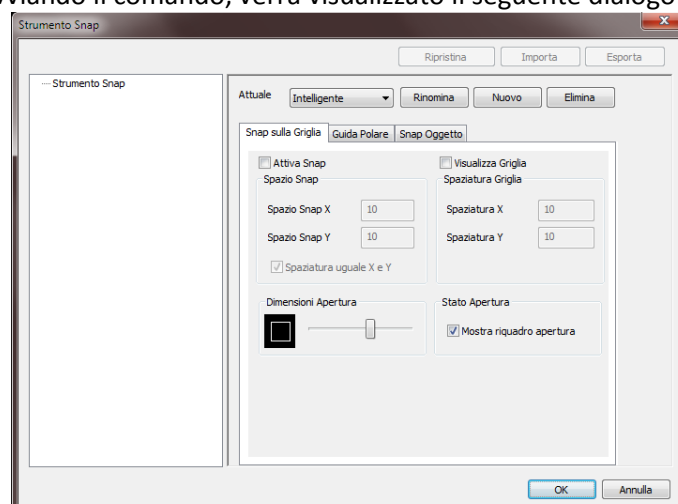 viando il comando, verrà visualizzato il seguente dialogo
Strumento Snap
Ripristina Importa Esporta
Strumento Snap
Attuale Intelligente Rinomina Nuovo Elimina
Snap sulla Griglia Guida Polare Snap Oggetto
Attiva Snap Visualizza Griglia
Spazio Snap Spaziatura Griglia
Spazio Snap X 10 Spaziatura X 10
Spazio Snap Y 10 Spaziatura Y 10
Spaziatura uguale X e Y
Dimensioni Apertura Stato Apertura
Mostra riquadro apertura
OK Annulla